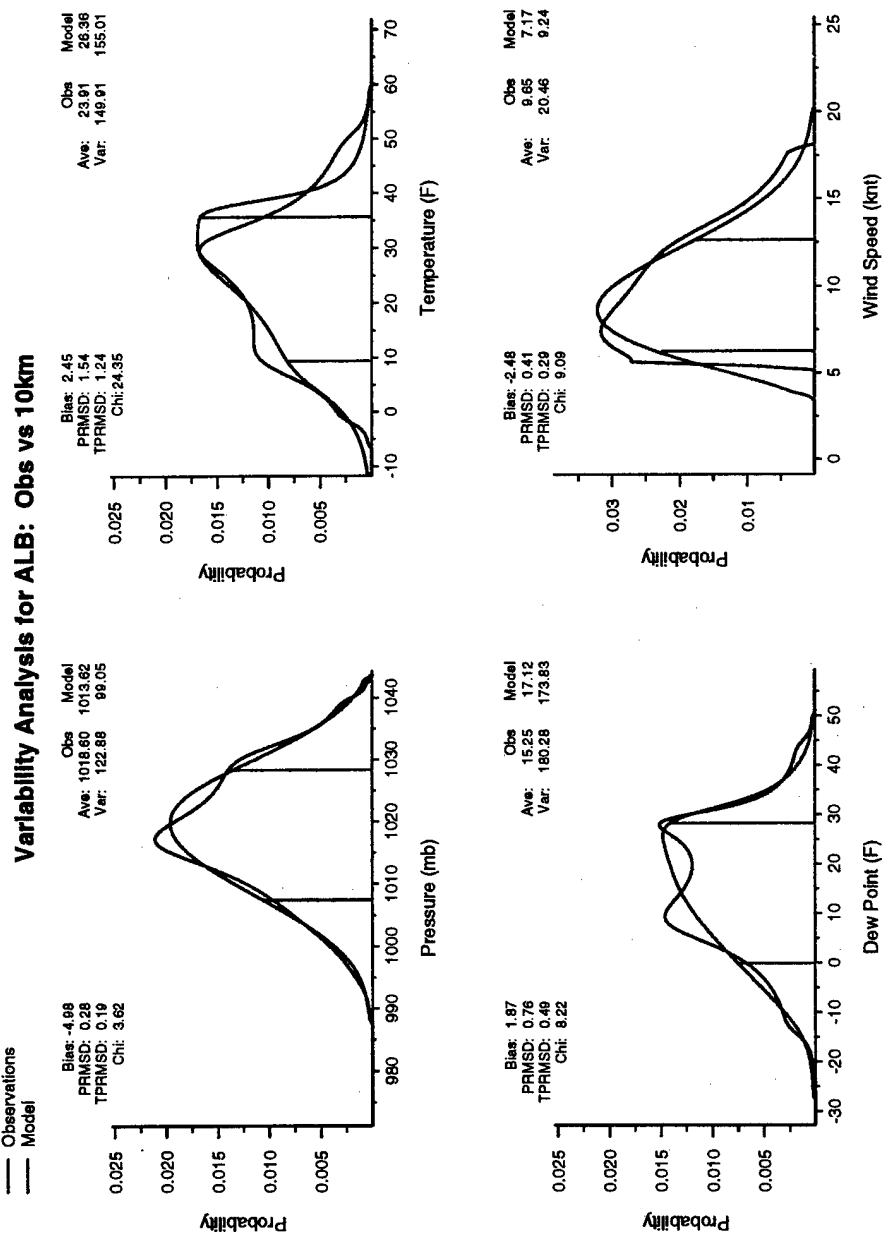 Variability Analysis for ALB: Obs vs 10km
Observations
Model
Bias: -4.98
PRMSD: 0.28
TPRMSD: 0.19
Chi: 3.62
Obs Model
Ave: 1018.60 1013.62
Var: 122.88 99.05
0.025
0.020
0.015
0.010
0.005
Probability
980 990 1000 1010 1020 1030 1040
Pressure (mb)
Bias: 2.45
PRMSD: 1.54
TPRMSD: 1.24
Chi: 24.35
Obs Model
Ave: 23.91 26.36
Var: 149.91 155.01
0.025
0.020
0.015
0.010
0.005
Probability
-10 0 10 20 30 40 50 60 70
Temperature (F)
Bias: 1.87
PRMSD: 0.76
TPRMSD: 0.49
Chi: 8.22
Obs Model
Ave: 15.25 17.12
Var: 180.28 173.83
0.025
0.020
0.015
0.010
0.005
Probability
-30 -20 -10 0 10 20 30 40 50
Dew Point (F)
Bias: -2.48
PRMSD: 0.41
TPRMSD: 0.29
Chi: 9.09
Obs Model
Ave: 9.65 7.17
Var: 20.46 9.24
0.03
0.02
0.01
Probability
0 5 10 15 20 25
Wind Speed (knt)